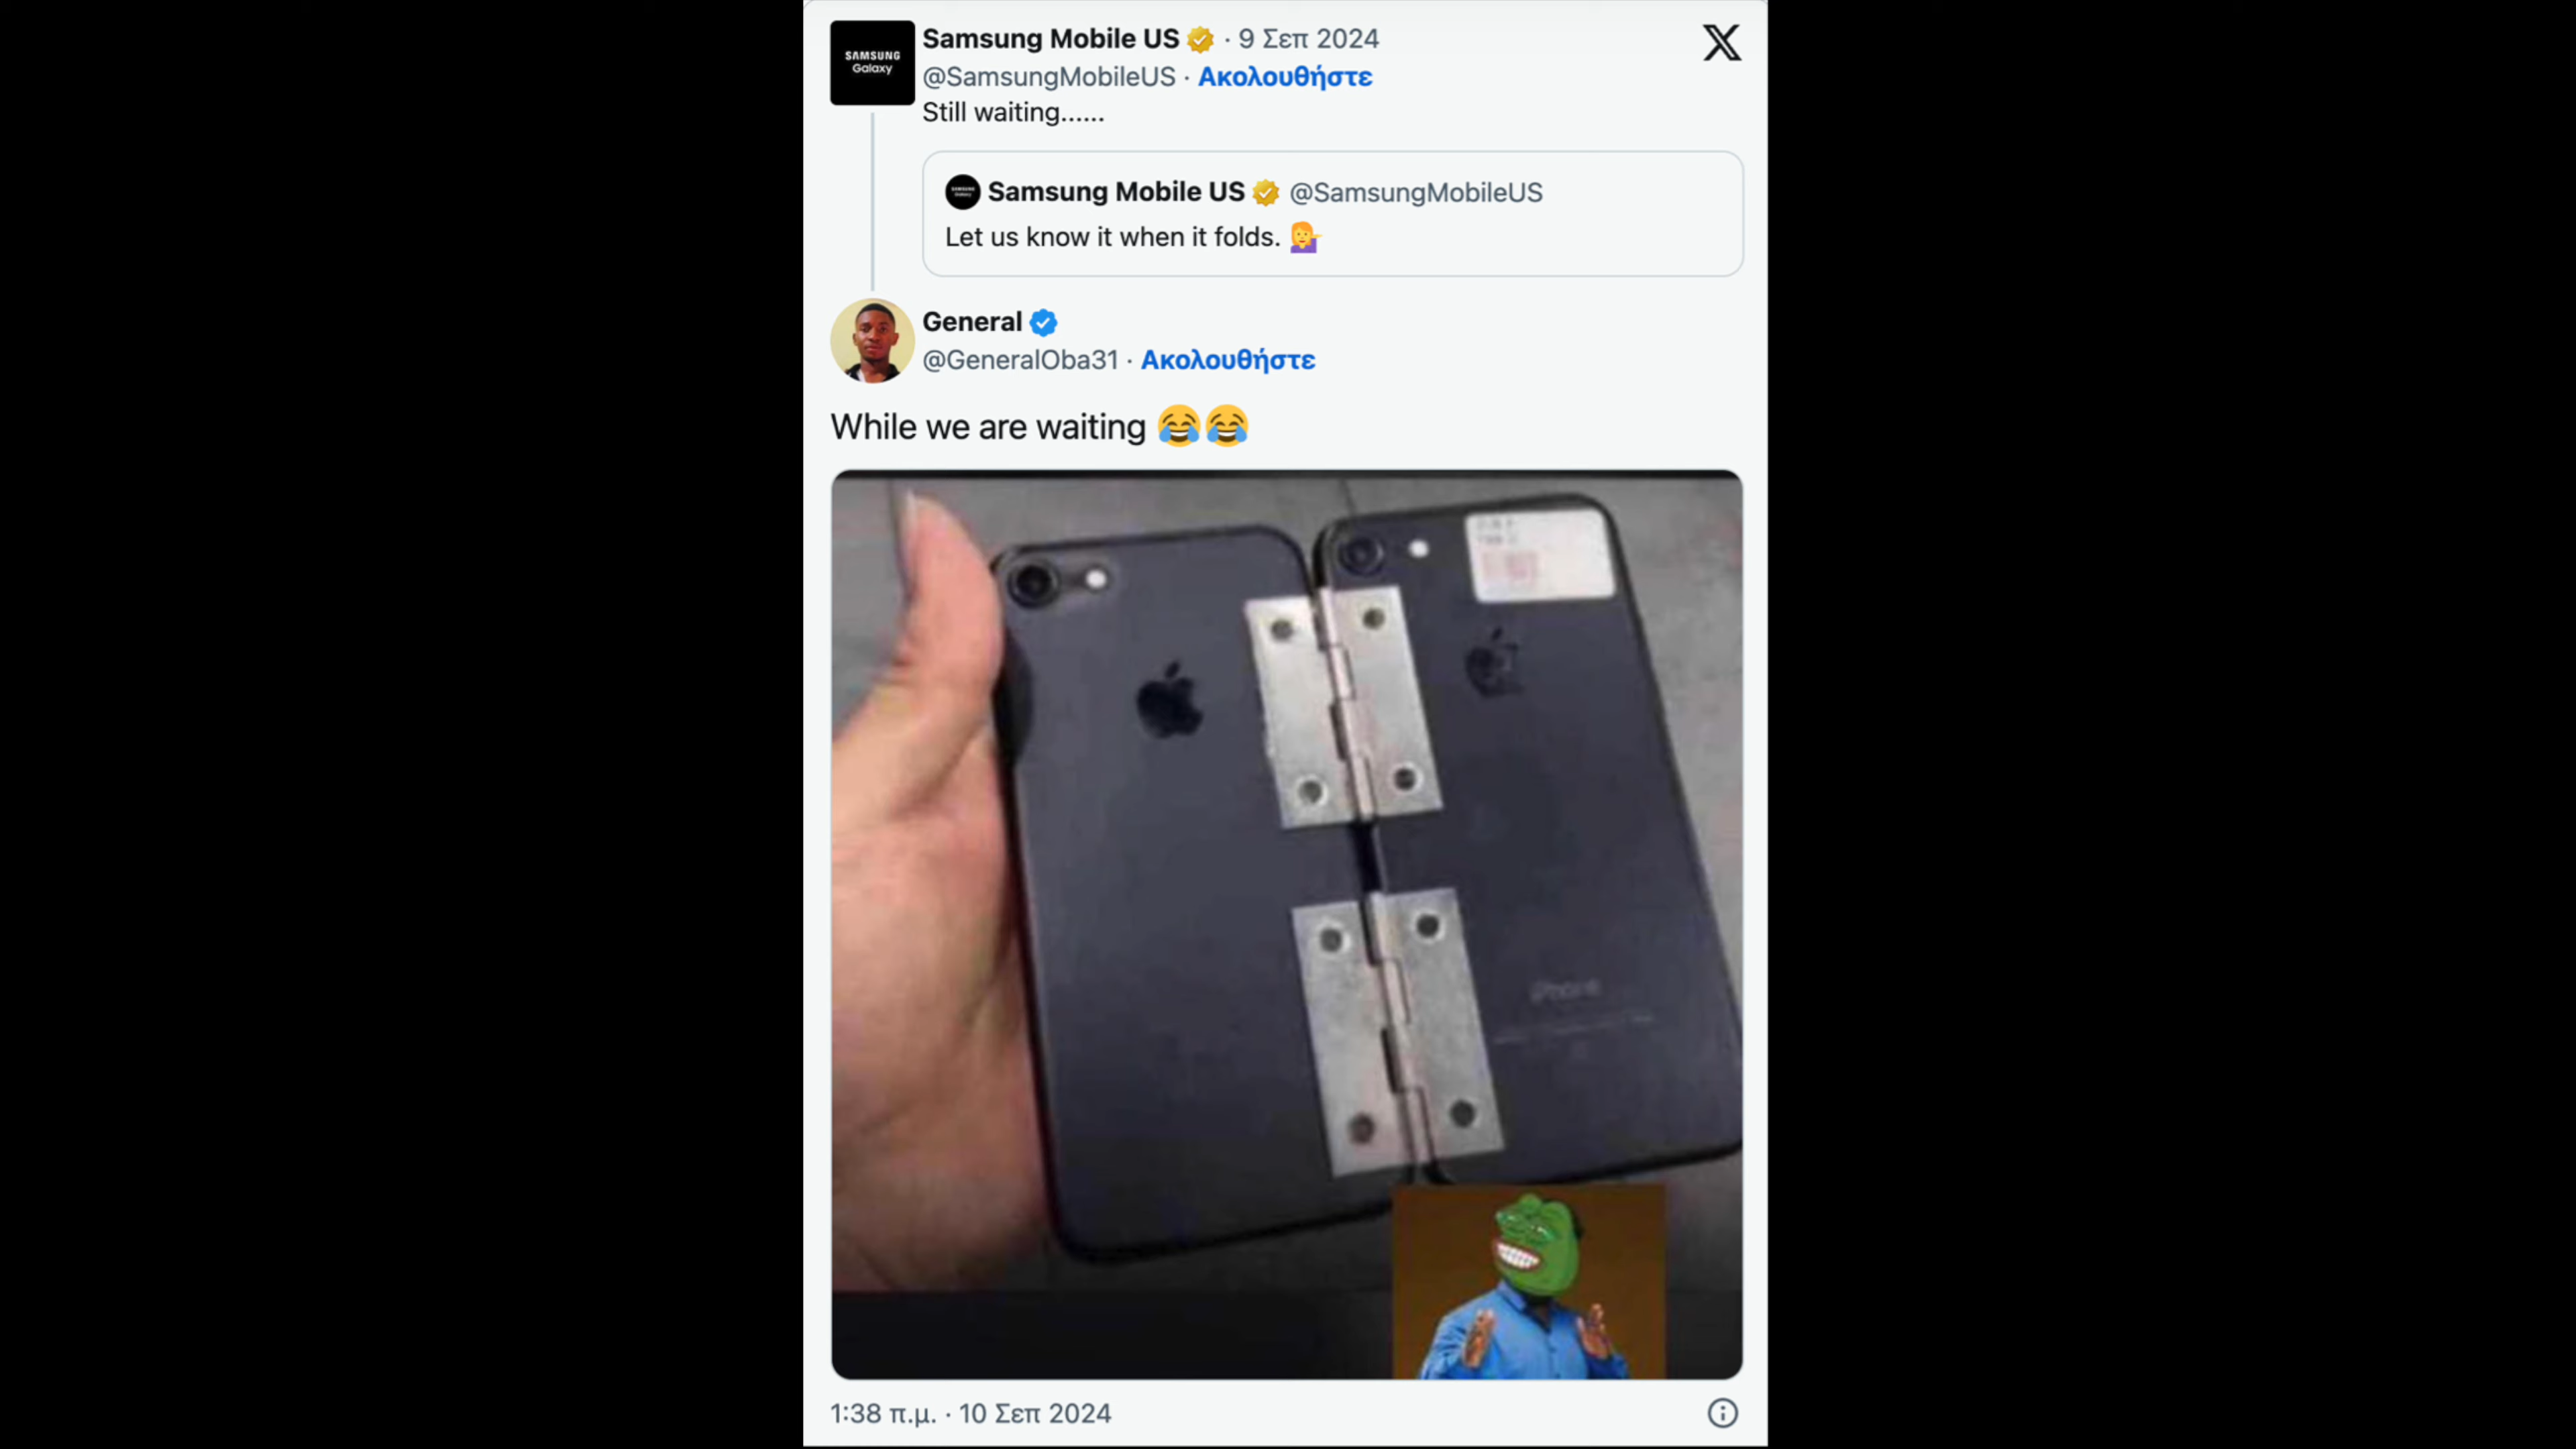 SAMSUNG
Galaxy
Samsung Mobile US · 9 Σεπ 2024
@SamsungMobileUS · Ακολουθήστε
Still waiting......
Samsung Mobile US @SamsungMobileUS
Let us know it when it folds. 💁
General
@GeneralOba31 · Ακολουθήστε
While we are waiting 😂😂
iPhone
1:38 π.μ. · 10 Σεπ 2024